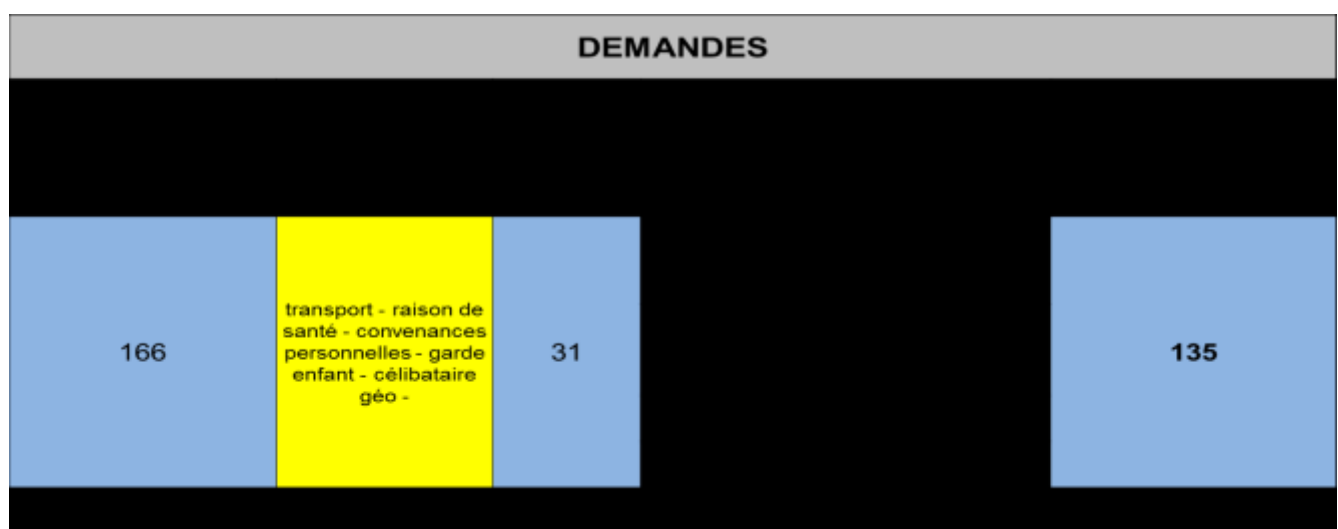 DEMANDES
166
transport - raison de
santé - convenances
personnelles - garde
enfant - célibataire
géo -
31
135